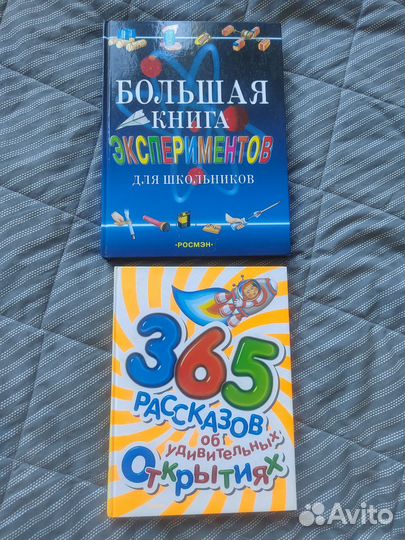 БОЛЬШАЯ
КНИГА
ЭКСПЕРИМЕНТОВ
ДЛЯ ШКОЛЬНИКОВ
•РОСМЭН•
365
РАССКАЗОВ
об
удивительных
Открытиях
Avito